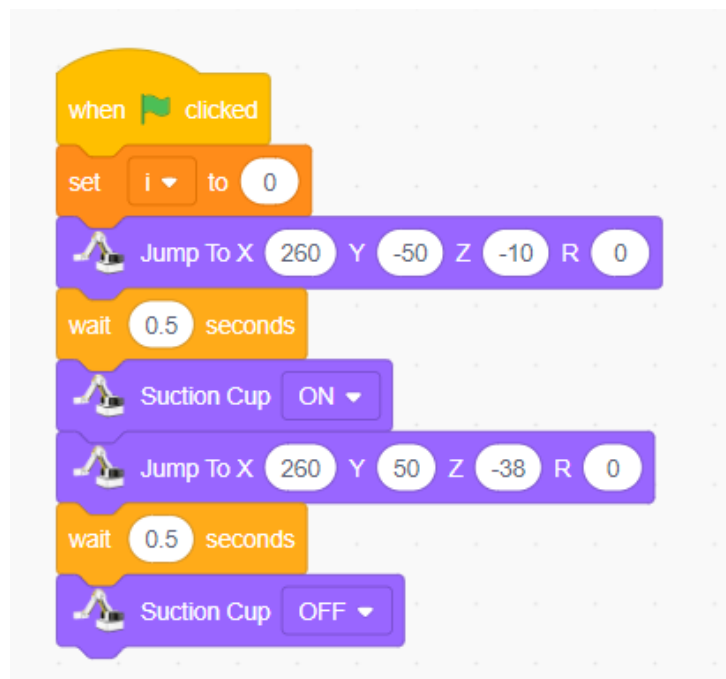 when clicked
set i to 0
Jump To X 260 Y -50 Z -10 R 0
wait 0.5 seconds
Suction Cup ON
Jump To X 260 Y 50 Z -38 R 0
wait 0.5 seconds
Suction Cup OFF